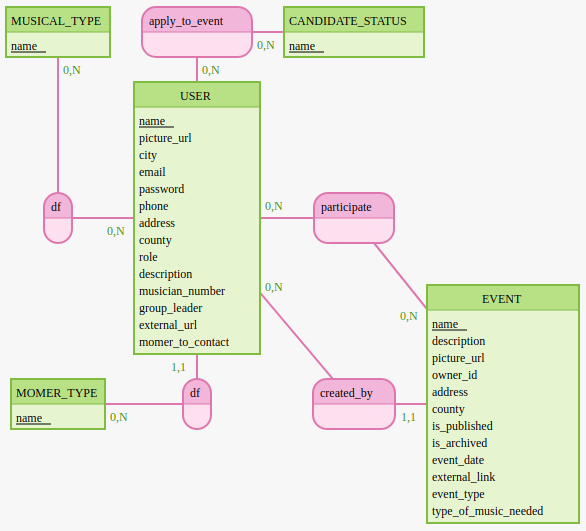 MUSICAL_TYPE
name
apply_to_event
CANDIDATE_STATUS
name
0,N
0,N
0,N
USER
name
picture_url
city
email
password
phone
address
county
role
description
musician_number
group_leader
external_url
momer_to_contact
df
0,N
0,N
participate
0,N
0,N
created_by
1,1
EVENT
name
description
picture_url
owner_id
address
county
is_published
is_archived
event_date
external_link
event_type
type_of_music_needed
1,1
MOMER_TYPE
name
0,N
df